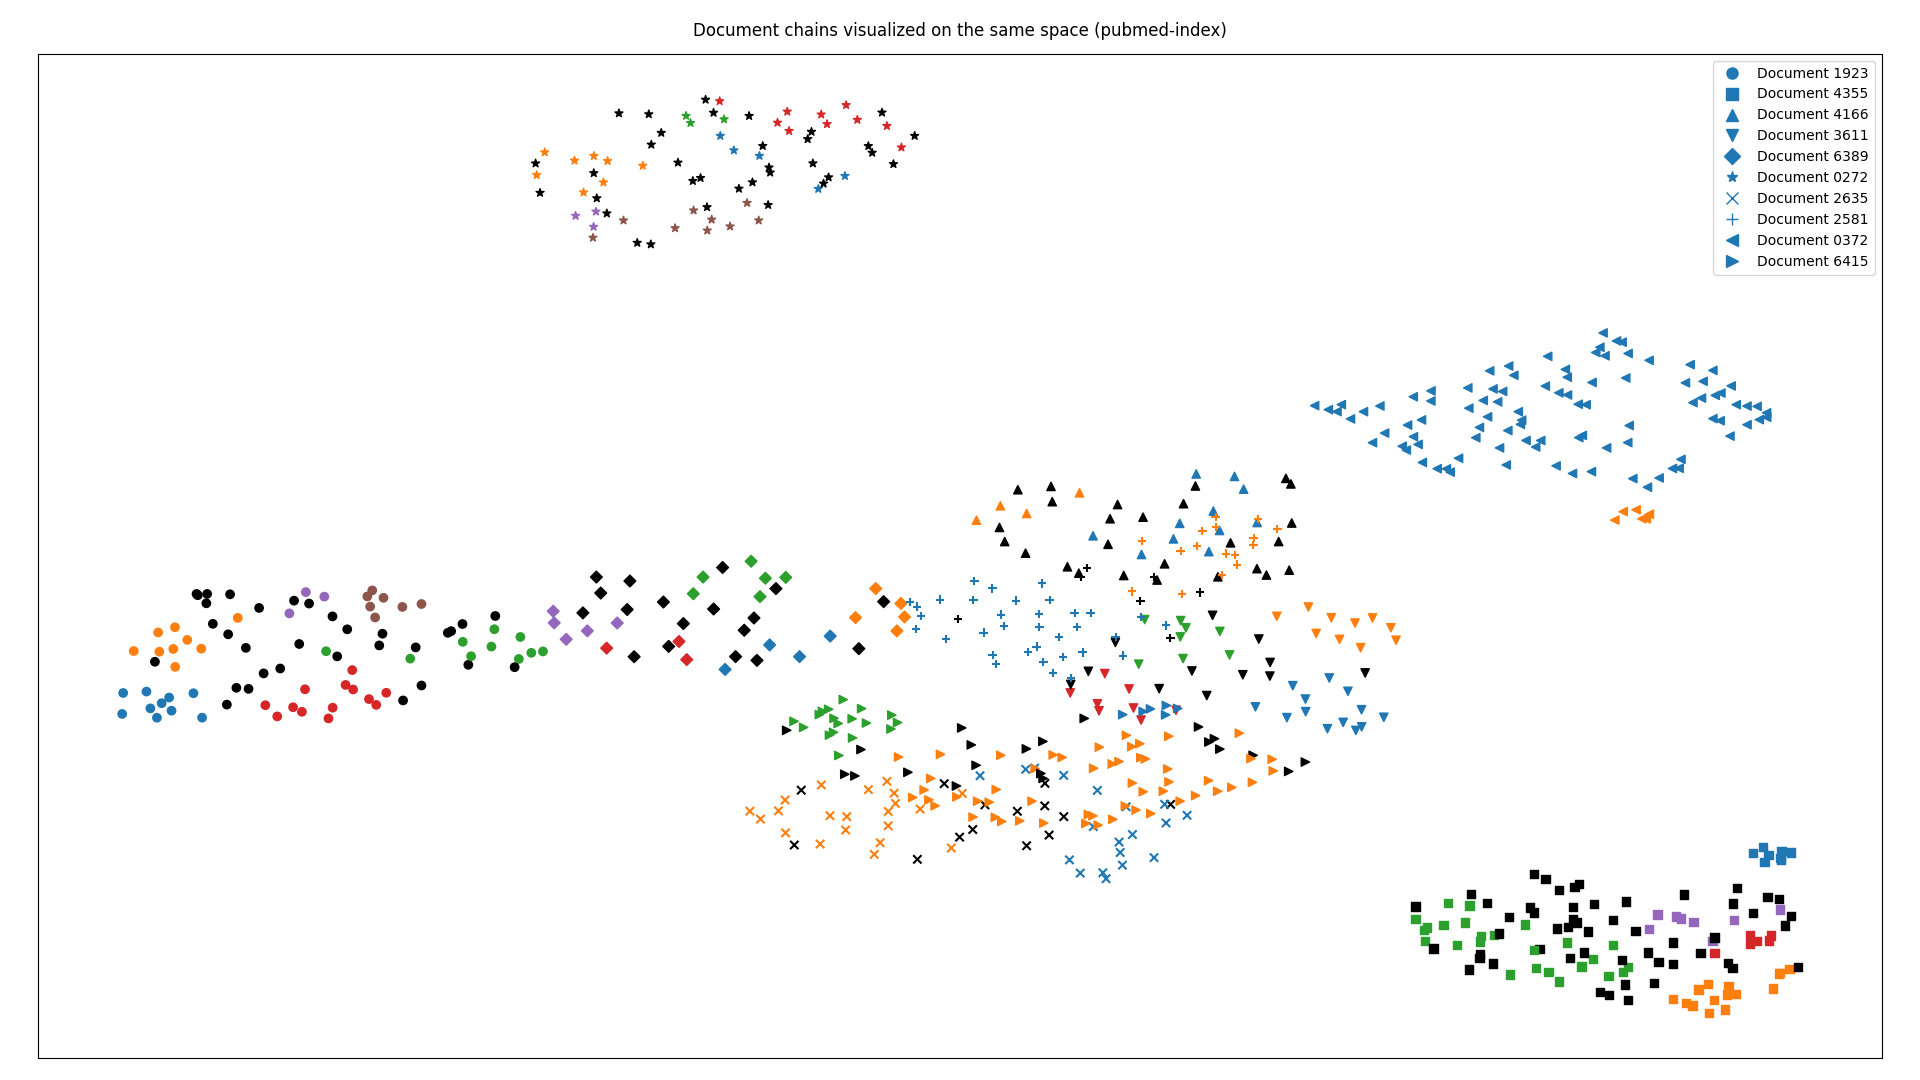 Document chains visualized on the same space (pubmed-index)
Document 1923
Document 4355
Document 4166
Document 3611
Document 6389
Document 0272
Document 2635
Document 2581
Document 0372
Document 6415